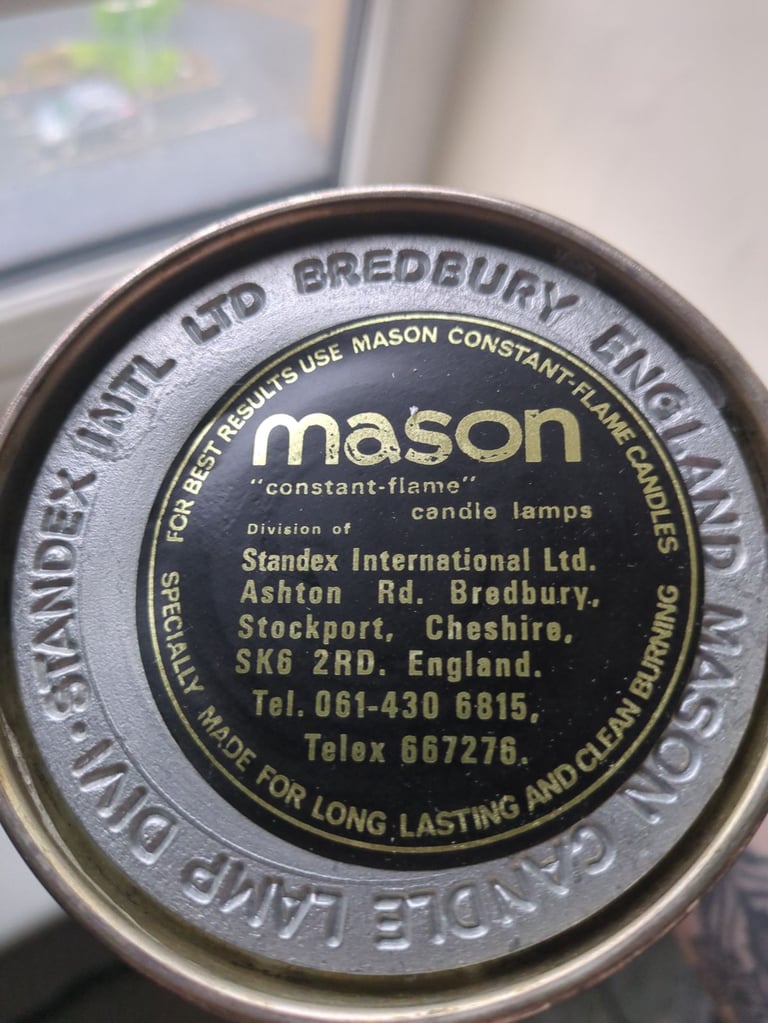 STANDEX INTL LTD BREDBURY ENGLAND MASON CANDLE LAMP DIVI·
FOR BEST RESULTS USE MASON CONSTANT-FLAME CANDLES
mason
"constant-flame"
candle lamps
Division of
Standex International Ltd.
Ashton Rd. Bredbury.,
Stockport, Cheshire,
SK6 2RD. England.
Tel. 061-430 6815,
Telex 667276.
SPECIALLY MADE FOR LONG LASTING AND CLEAN BURNING